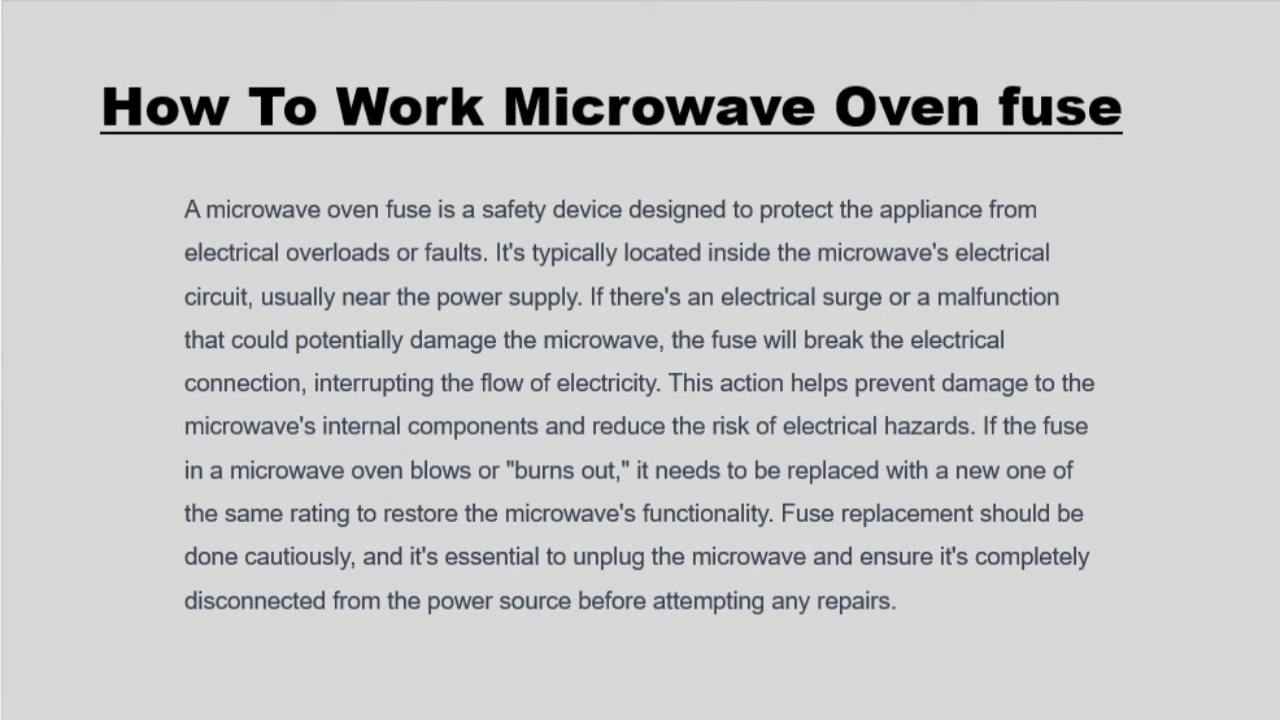 How To Work Microwave Oven fuse
A microwave oven fuse is a safety device designed to protect the appliance from
electrical overloads or faults. It's typically located inside the microwave's electrical
circuit, usually near the power supply. If there's an electrical surge or a malfunction
that could potentially damage the microwave, the fuse will break the electrical
connection, interrupting the flow of electricity. This action helps prevent damage to the
microwave's internal components and reduce the risk of electrical hazards. If the fuse
in a microwave oven blows or "burns out," it needs to be replaced with a new one of
the same rating to restore the microwave's functionality. Fuse replacement should be
done cautiously, and it's essential to unplug the microwave and ensure it's completely
disconnected from the power source before attempting any repairs.